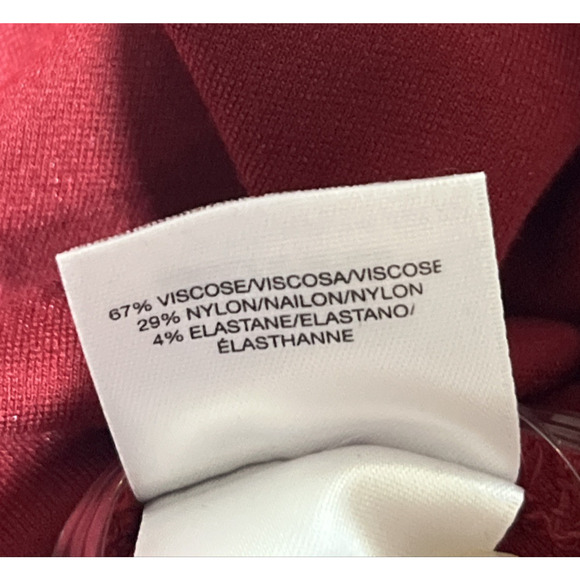 67% VISCOSE/VISCOSA/VISCOSE
29% NYLON/NAILON/NYLON
4% ELASTANE/ELASTANO/
ÉLASTHANNE